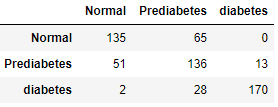 Normal Prediabetes diabetes
Normal 135 65 0
Prediabetes 51 136 13
diabetes 2 28 170